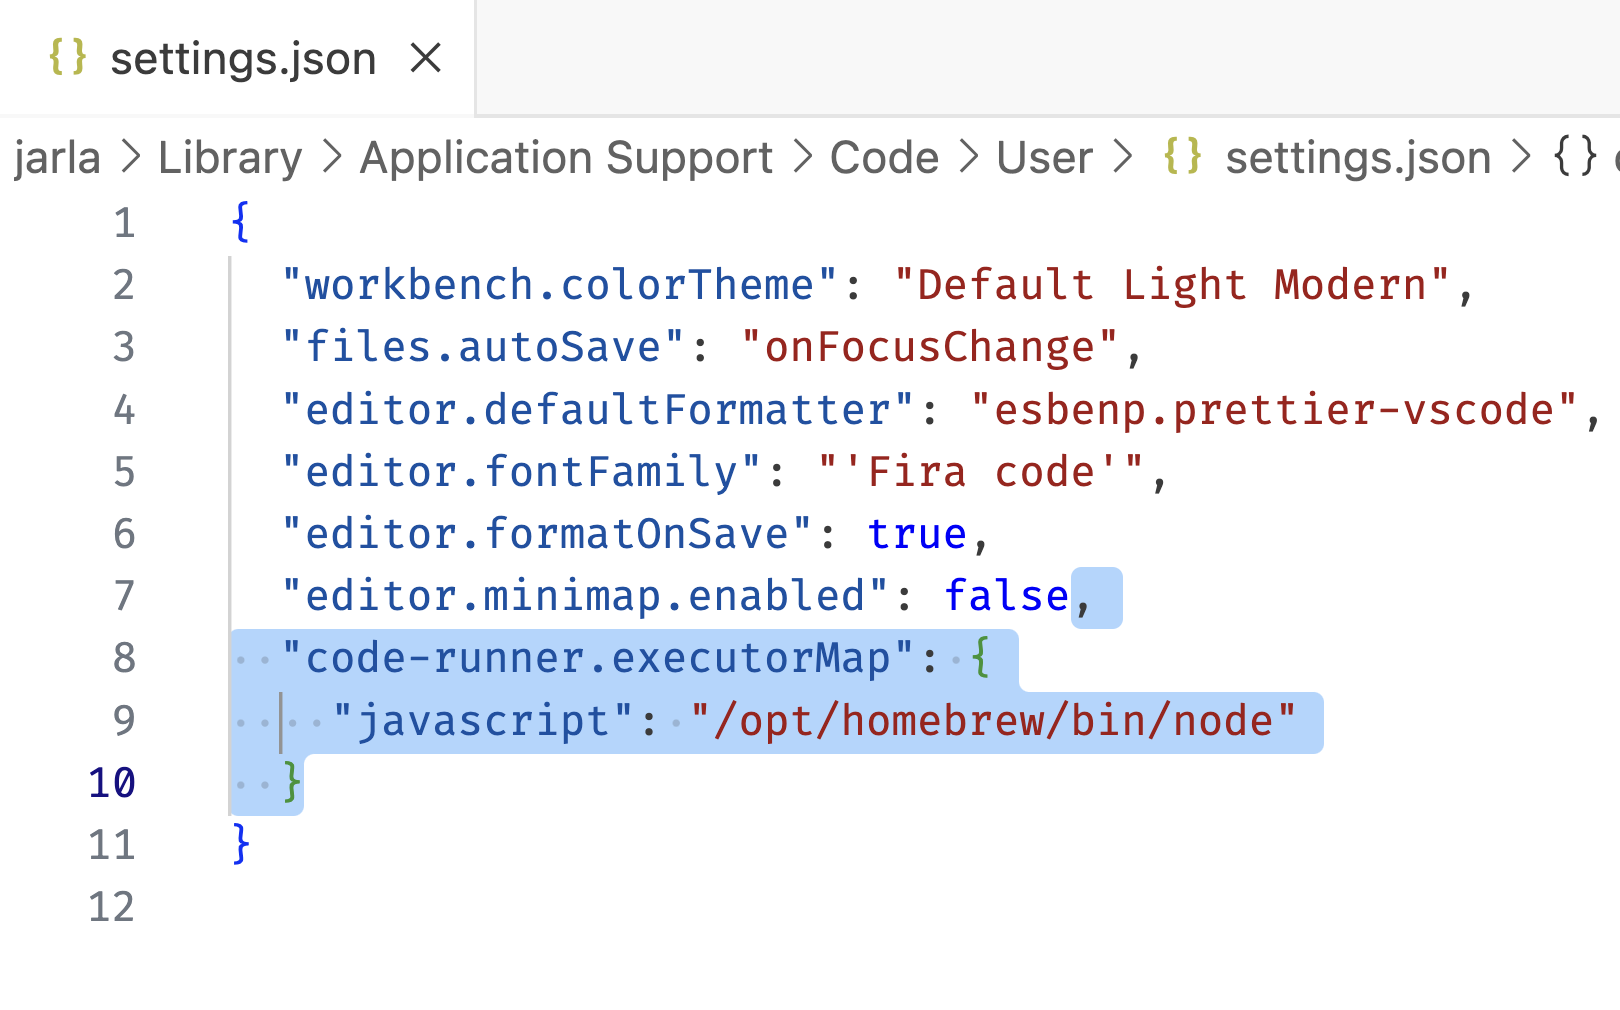 {} settings.json ×
jarla > Library > Application Support > Code > User > {} settings.json > {}
1 {
2 "workbench.colorTheme": "Default Light Modern",
3 "files.autoSave": "onFocusChange",
4 "editor.defaultFormatter": "esbenp.prettier-vscode",
5 "editor.fontFamily": "'Fira code'",
6 "editor.formatOnSave": true,
7 "editor.minimap.enabled": false,
8 "code-runner.executorMap": {
9 "javascript": "/opt/homebrew/bin/node"
10 }
11 }
12